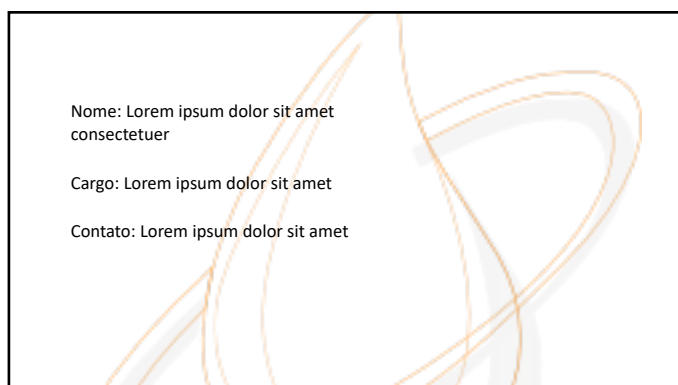 Nome: Lorem ipsum dolor sit amet
consectetuer
Cargo: Lorem ipsum dolor sit amet
Contato: Lorem ipsum dolor sit amet